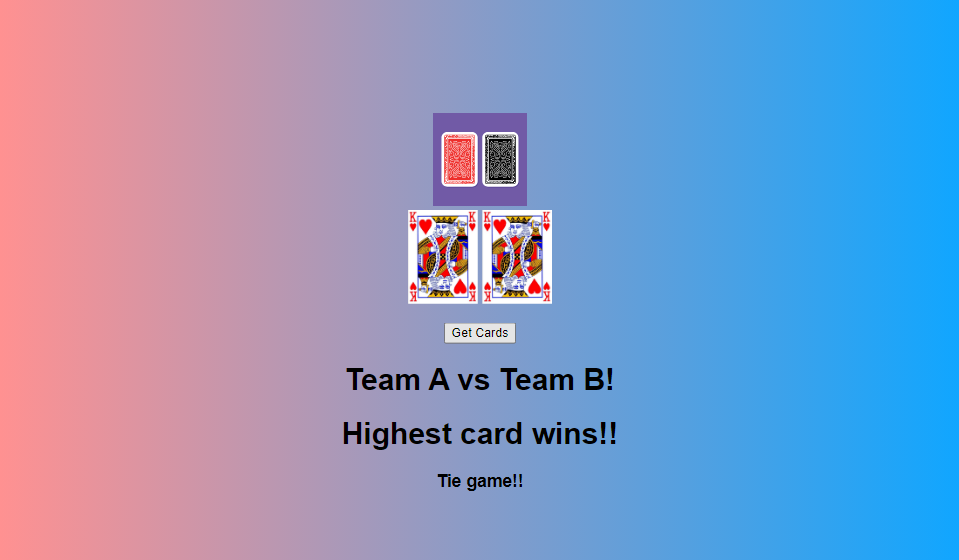 K K K K
K K K K
Get Cards
Team A vs Team B!
Highest card wins!!
Tie game!!